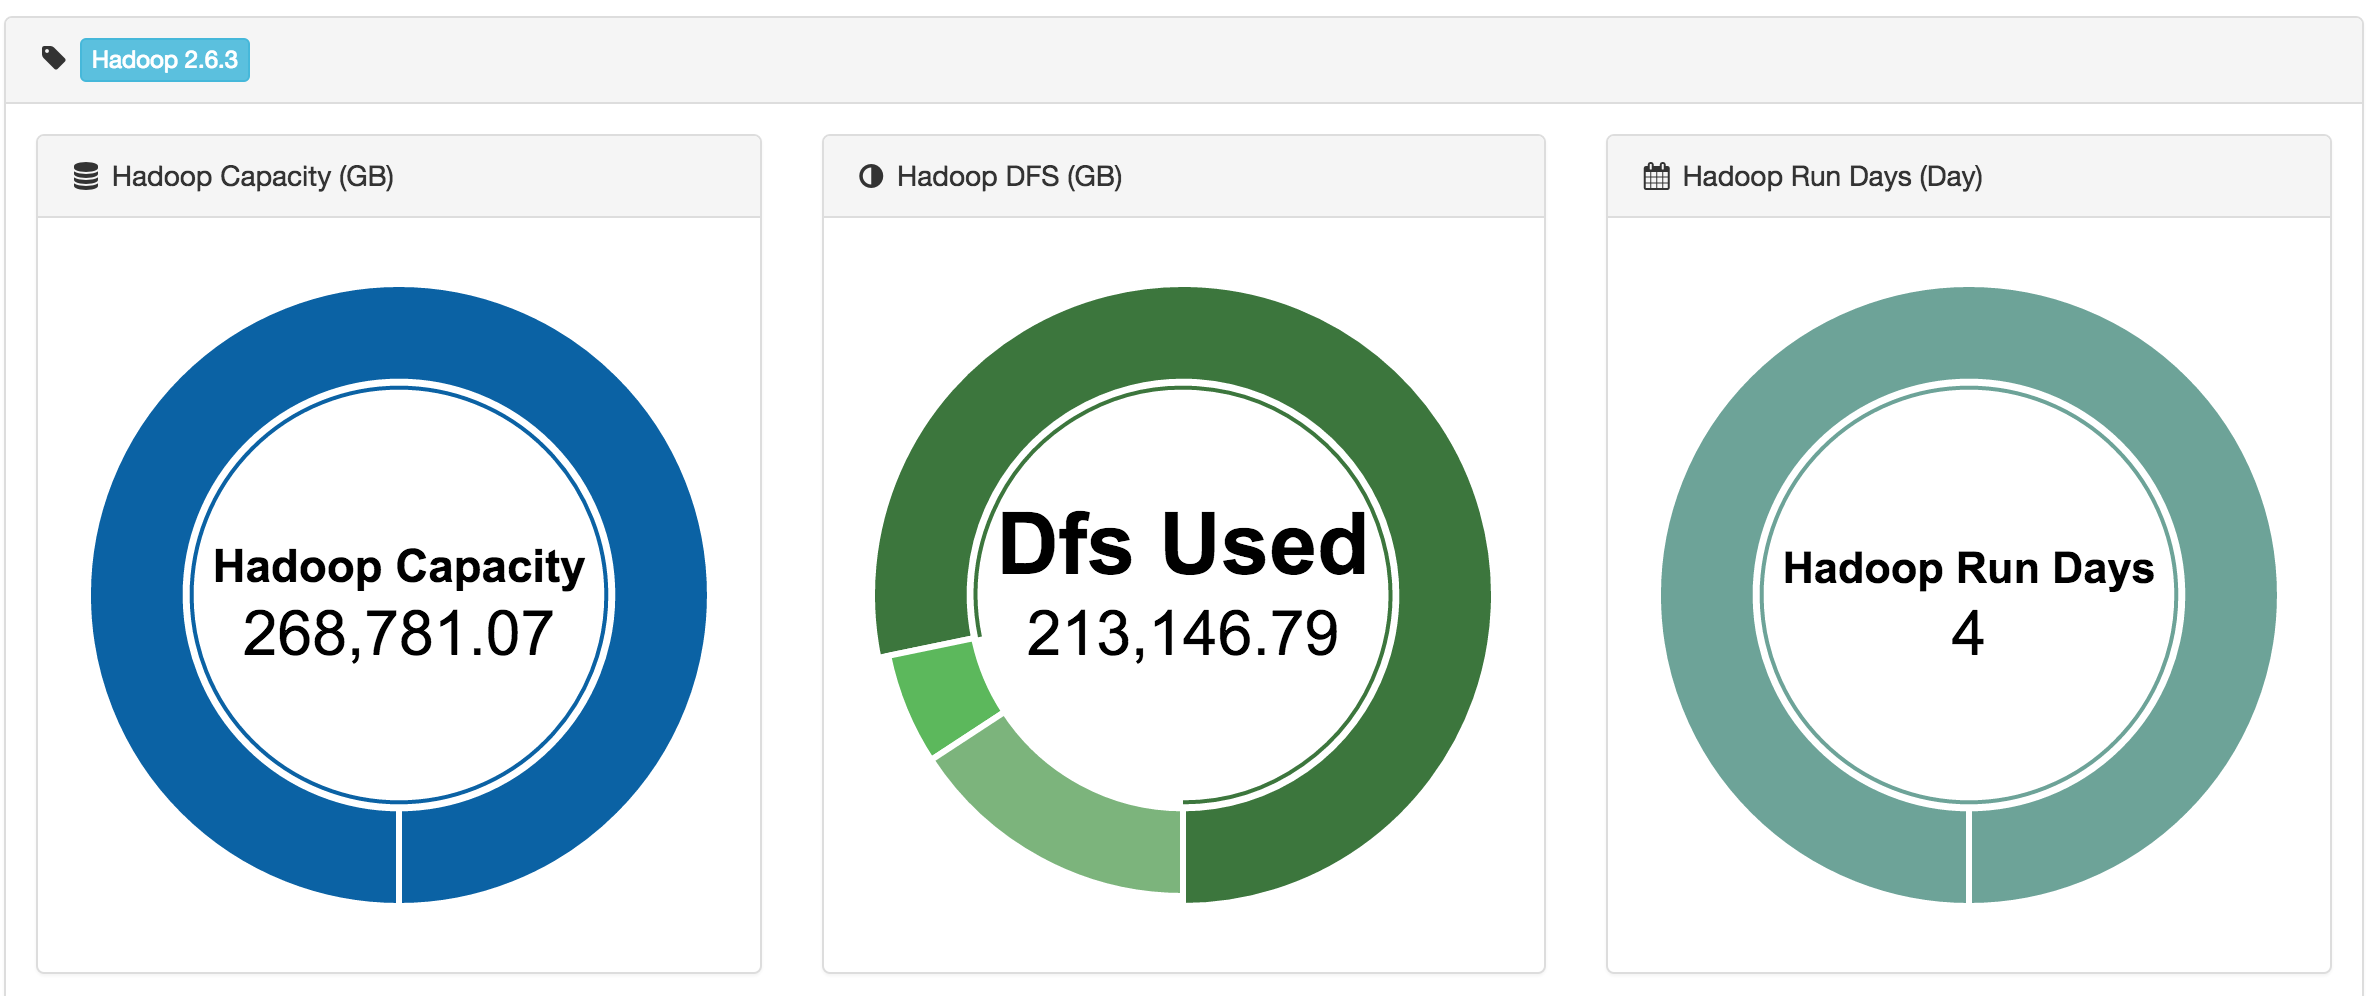 Hadoop 2.6.3
Hadoop Capacity (GB)
Hadoop Capacity
268,781.07
Hadoop DFS (GB)
Dfs Used
213,146.79
Hadoop Run Days (Day)
Hadoop Run Days
4